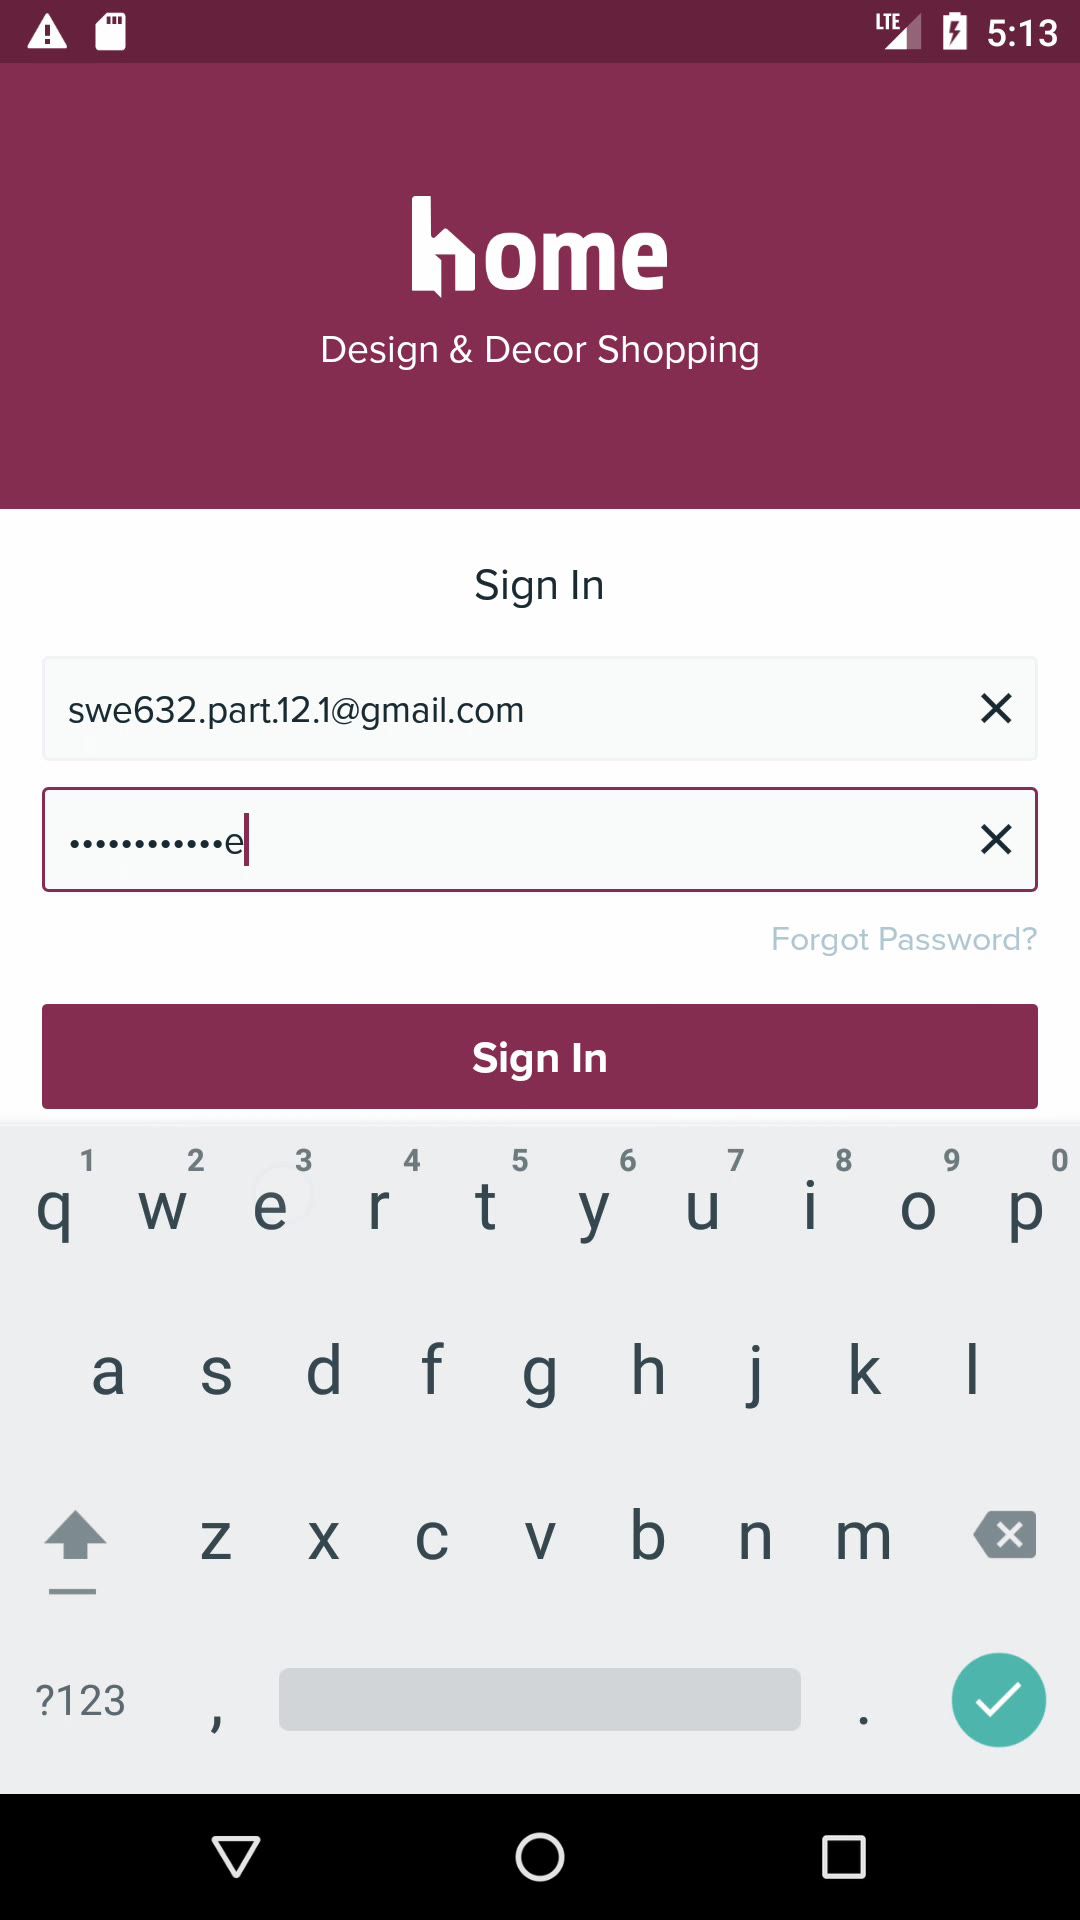 LTE 5:13
home
Design & Decor Shopping
Sign In
swe632.part.12.1@gmail.com
••••••••••••e
Forgot Password?
Sign In
1 2 3 4 5 6 7 8 9 0
q w e r t y u i o p
a s d f g h j k l
z x c v b n m
?123 , .